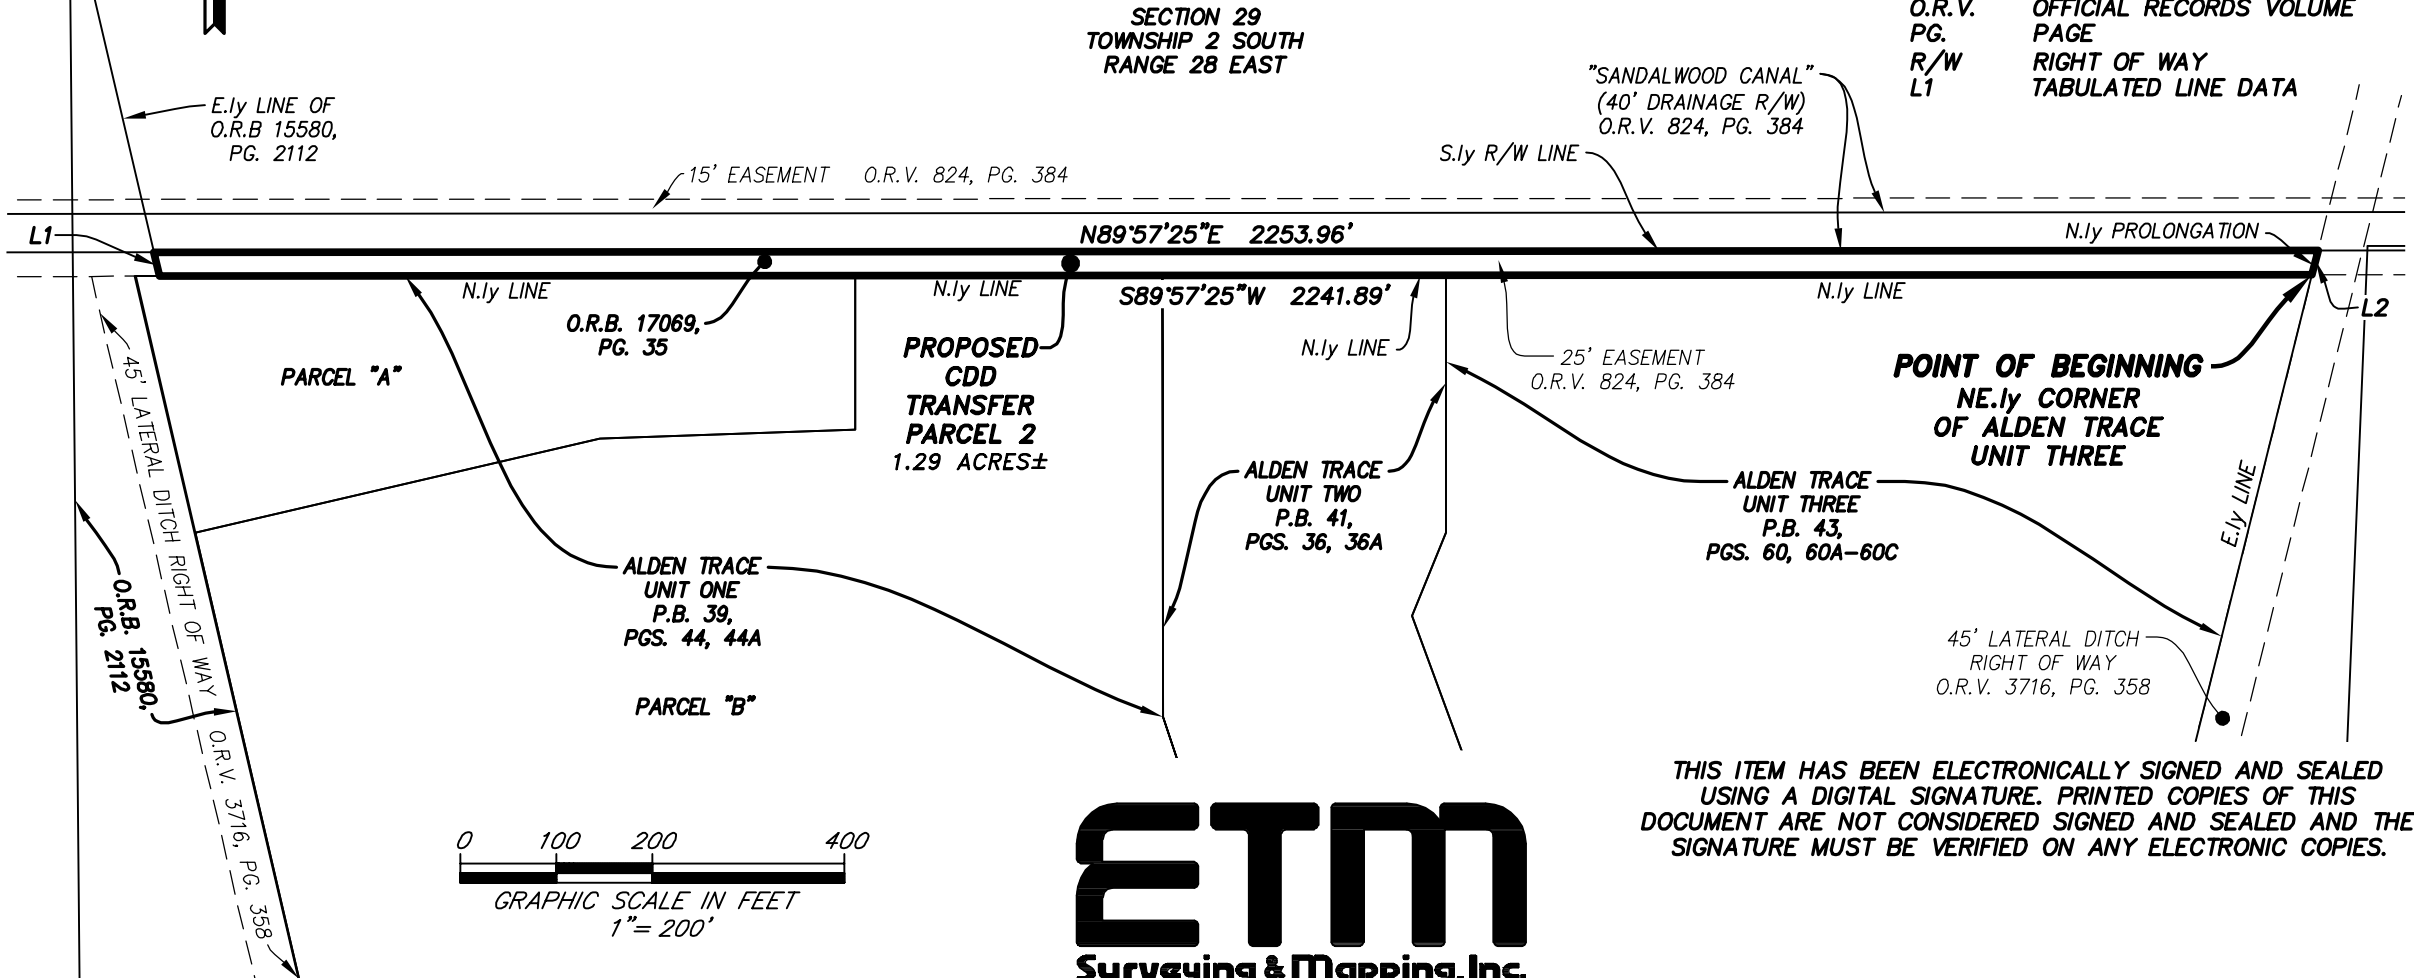 SECTION 29
TOWNSHIP 2 SOUTH
RANGE 28 EAST
O.R.V. OFFICIAL RECORDS VOLUME
PG. PAGE
R/W RIGHT OF WAY
L1 TABULATED LINE DATA
E.ly LINE OF
O.R.B 15580,
PG. 2112
"SANDALWOOD CANAL"
(40' DRAINAGE R/W)
O.R.V. 824, PG. 384
S.ly R/W LINE
15' EASEMENT O.R.V. 824, PG. 384
L1
N89°57'25"E 2253.96'
N.ly PROLONGATION
N.ly LINE
N.ly LINE
S89°57'25"W 2241.89'
N.ly LINE
L2
O.R.B. 17069,
PG. 35
PROPOSED
CDD
TRANSFER
PARCEL 2
1.29 ACRES±
N.ly LINE
25' EASEMENT
O.R.V. 824, PG. 384
POINT OF BEGINNING
NE.ly CORNER
OF ALDEN TRACE
UNIT THREE
PARCEL "A"
45' LATERAL DITCH RIGHT OF WAY O.R.V. 3716, PG. 358
O.R.B. 15580,
PG. 2112
ALDEN TRACE
UNIT ONE
P.B. 39,
PGS. 44, 44A
ALDEN TRACE
UNIT TWO
P.B. 41,
PGS. 36, 36A
ALDEN TRACE
UNIT THREE
P.B. 43,
PGS. 60, 60A-60C
E.ly LINE
45' LATERAL DITCH
RIGHT OF WAY
O.R.V. 3716, PG. 358
PARCEL "B"
0 100 200 400
GRAPHIC SCALE IN FEET
1"= 200'
ETM
Surveying & Mapping, Inc.
THIS ITEM HAS BEEN ELECTRONICALLY SIGNED AND SEALED
USING A DIGITAL SIGNATURE. PRINTED COPIES OF THIS
DOCUMENT ARE NOT CONSIDERED SIGNED AND SEALED AND THE
SIGNATURE MUST BE VERIFIED ON ANY ELECTRONIC COPIES.